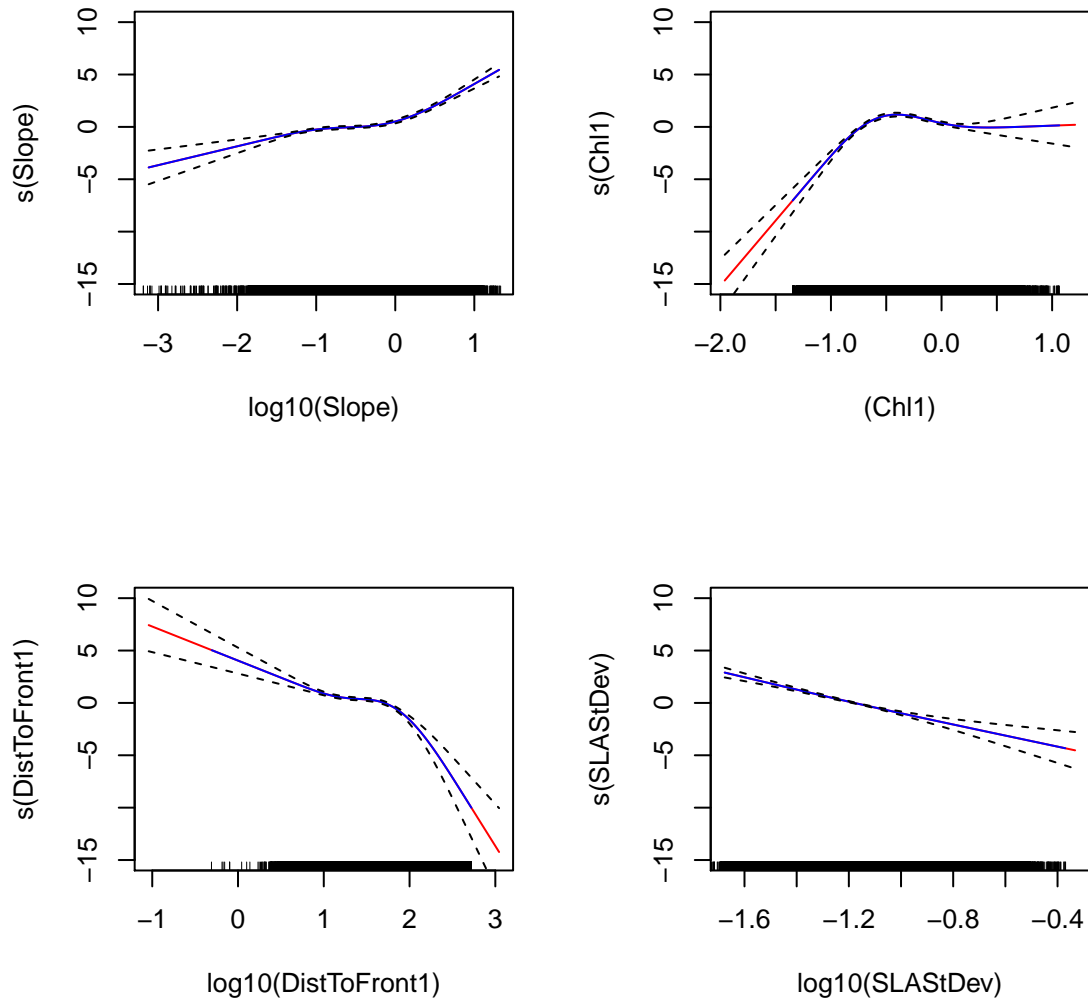 10
5
0
−5
−15
s(Slope)
−3 −2 −1 0 1
log10(Slope)
10
5
0
−5
−15
s(Chl1)
−2.0 −1.0 0.0 1.0
(Chl1)
10
5
0
−5
−15
s(DistToFront1)
−1 0 1 2 3
log10(DistToFront1)
10
5
0
−5
−15
s(SLAStDev)
−1.6 −1.2 −0.8 −0.4
log10(SLAStDev)